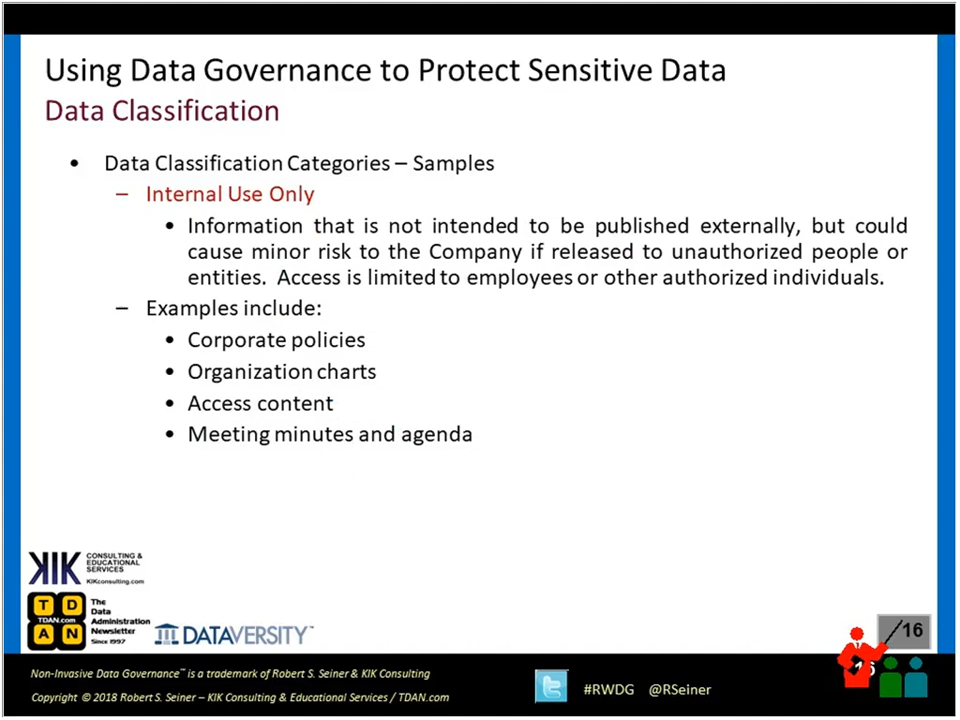 Using Data Governance to Protect Sensitive Data
Data Classification
• Data Classification Categories – Samples
– Internal Use Only
• Information that is not intended to be published externally, but could
cause minor risk to the Company if released to unauthorized people or
entities. Access is limited to employees or other authorized individuals.
– Examples include:
• Corporate policies
• Organization charts
• Access content
• Meeting minutes and agenda
KIK
CONSULTING &
EDUCATIONAL
SERVICES
KIKconsulting.com
T D
TDAN.com
A N
The
Data
Administration
Newsletter
Since 1997
DATAVERSITY™
/16
16
Non-Invasive Data Governance™ is a trademark of Robert S. Seiner & KIK Consulting
Copyright © 2018 Robert S. Seiner – KIK Consulting & Educational Services / TDAN.com
#RWDG @RSeiner